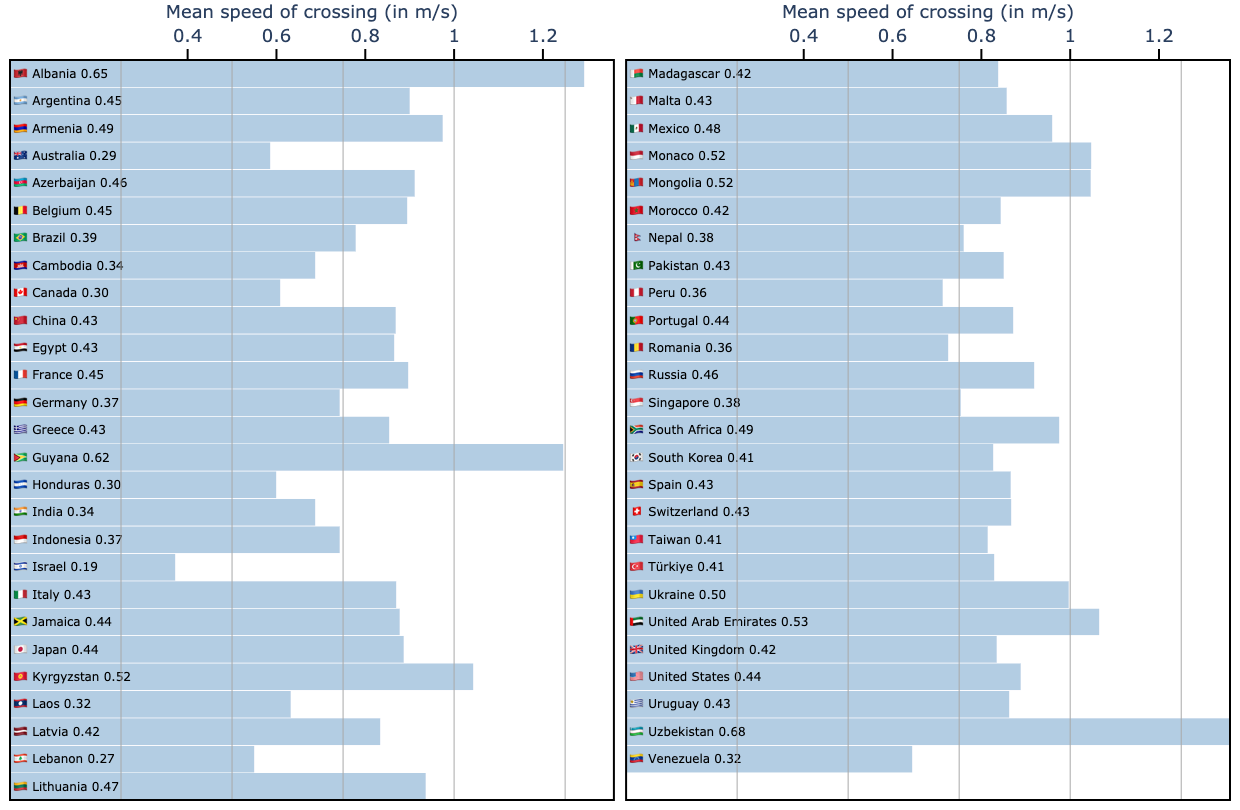 Mean speed of crossing (in m/s)
0.4 0.6 0.8 1 1.2
Albania 0.65
Argentina 0.45
Armenia 0.49
Australia 0.29
Azerbaijan 0.46
Belgium 0.45
Brazil 0.39
Cambodia 0.34
Canada 0.30
China 0.43
Egypt 0.43
France 0.45
Germany 0.37
Greece 0.43
Guyana 0.62
Honduras 0.30
India 0.34
Indonesia 0.37
Israel 0.19
Italy 0.43
Jamaica 0.44
Japan 0.44
Kyrgyzstan 0.52
Laos 0.32
Latvia 0.42
Lebanon 0.27
Lithuania 0.47
Mean speed of crossing (in m/s)
0.4 0.6 0.8 1 1.2
Madagascar 0.42
Malta 0.43
Mexico 0.48
Monaco 0.52
Mongolia 0.52
Morocco 0.42
Nepal 0.38
Pakistan 0.43
Peru 0.36
Portugal 0.44
Romania 0.36
Russia 0.46
Singapore 0.38
South Africa 0.49
South Korea 0.41
Spain 0.43
Switzerland 0.43
Taiwan 0.41
Türkiye 0.41
Ukraine 0.50
United Arab Emirates 0.53
United Kingdom 0.42
United States 0.44
Uruguay 0.43
Uzbekistan 0.68
Venezuela 0.32